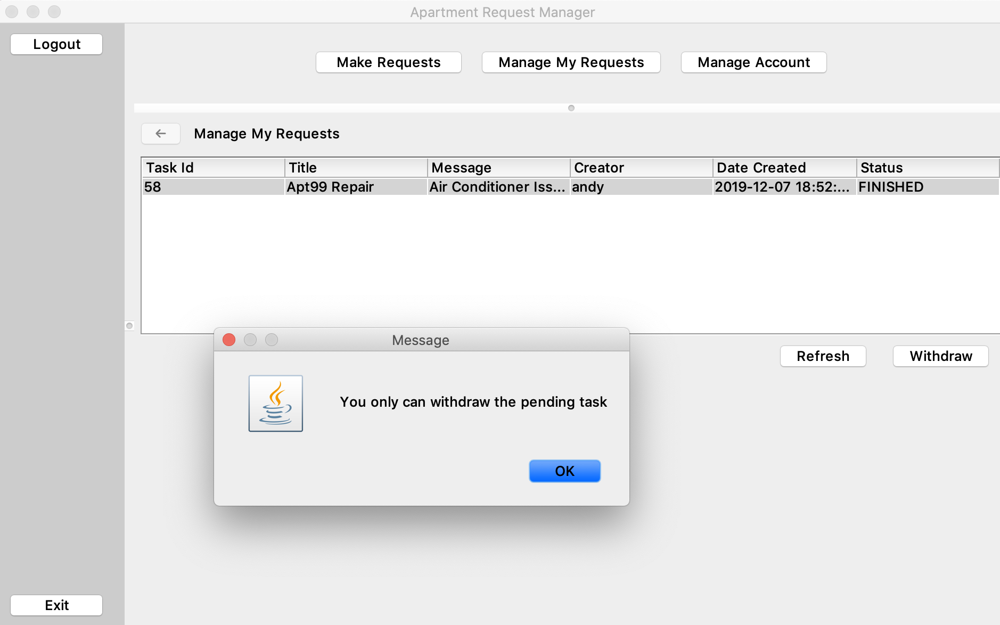 Apartment Request Manager
Logout
Make Requests Manage My Requests Manage Account
← Manage My Requests
Task Id Title Message Creator Date Created Status
58 Apt99 Repair Air Conditioner Iss... andy 2019-12-07 18:52:... FINISHED
Message
Refresh Withdraw
You only can withdraw the pending task
OK
Exit